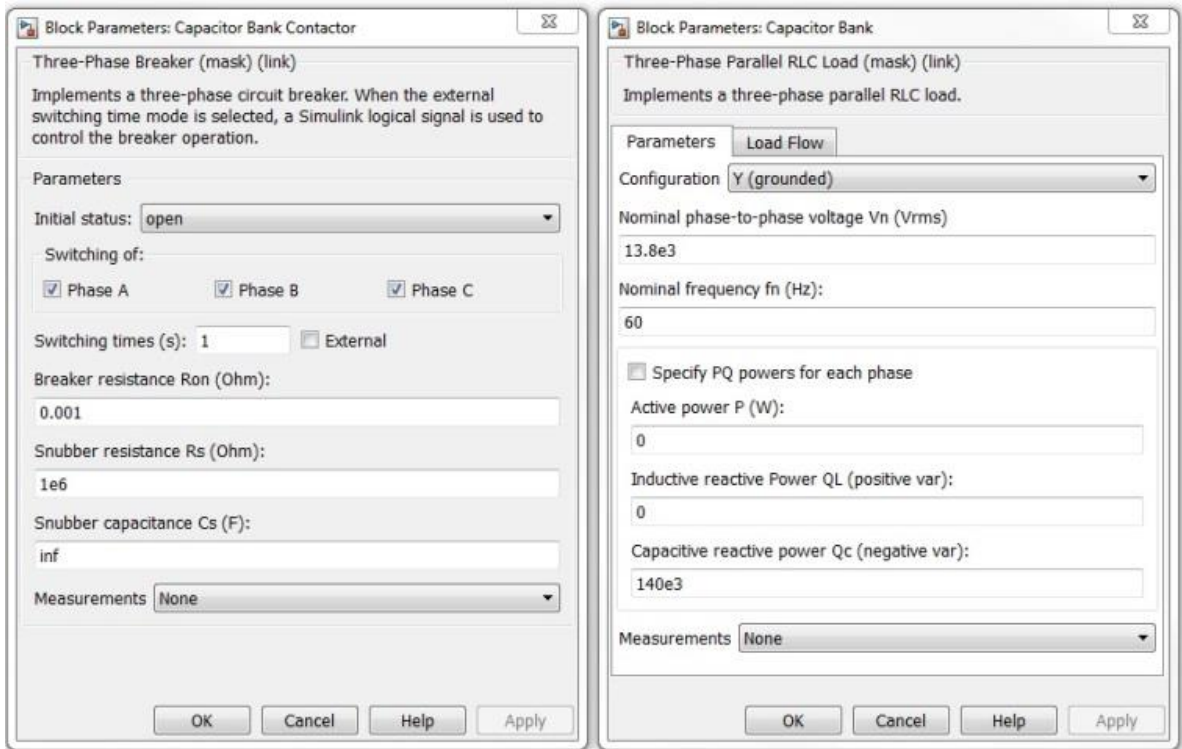 Block Parameters: Capacitor Bank Contactor
Three-Phase Breaker (mask) (link)
Implements a three-phase circuit breaker. When the external
switching time mode is selected, a Simulink logical signal is used to
control the breaker operation.
Parameters
Initial status: open
Switching of:
Phase A Phase B Phase C
Switching times (s): 1 External
Breaker resistance Ron (Ohm):
0.001
Snubber resistance Rs (Ohm):
1e6
Snubber capacitance Cs (F):
inf
Measurements None
OK Cancel Help Apply
Block Parameters: Capacitor Bank
Three-Phase Parallel RLC Load (mask) (link)
Implements a three-phase parallel RLC load.
Parameters Load Flow
Configuration Y (grounded)
Nominal phase-to-phase voltage Vn (Vrms)
13.8e3
Nominal frequency fn (Hz):
60
Specify PQ powers for each phase
Active power P (W):
0
Inductive reactive Power QL (positive var):
0
Capacitive reactive power Qc (negative var):
140e3
Measurements None
OK Cancel Help Apply